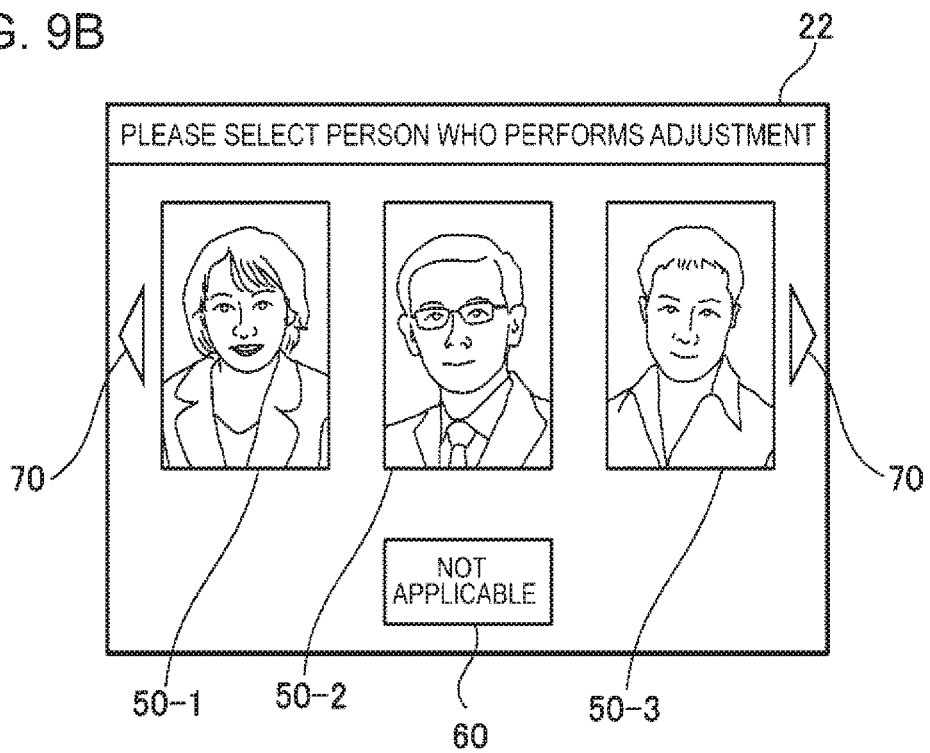 G. 9B
22
PLEASE SELECT PERSON WHO PERFORMS ADJUSTMENT
70
70
NOT
APPLICABLE
50-1
50-2
50-3
60